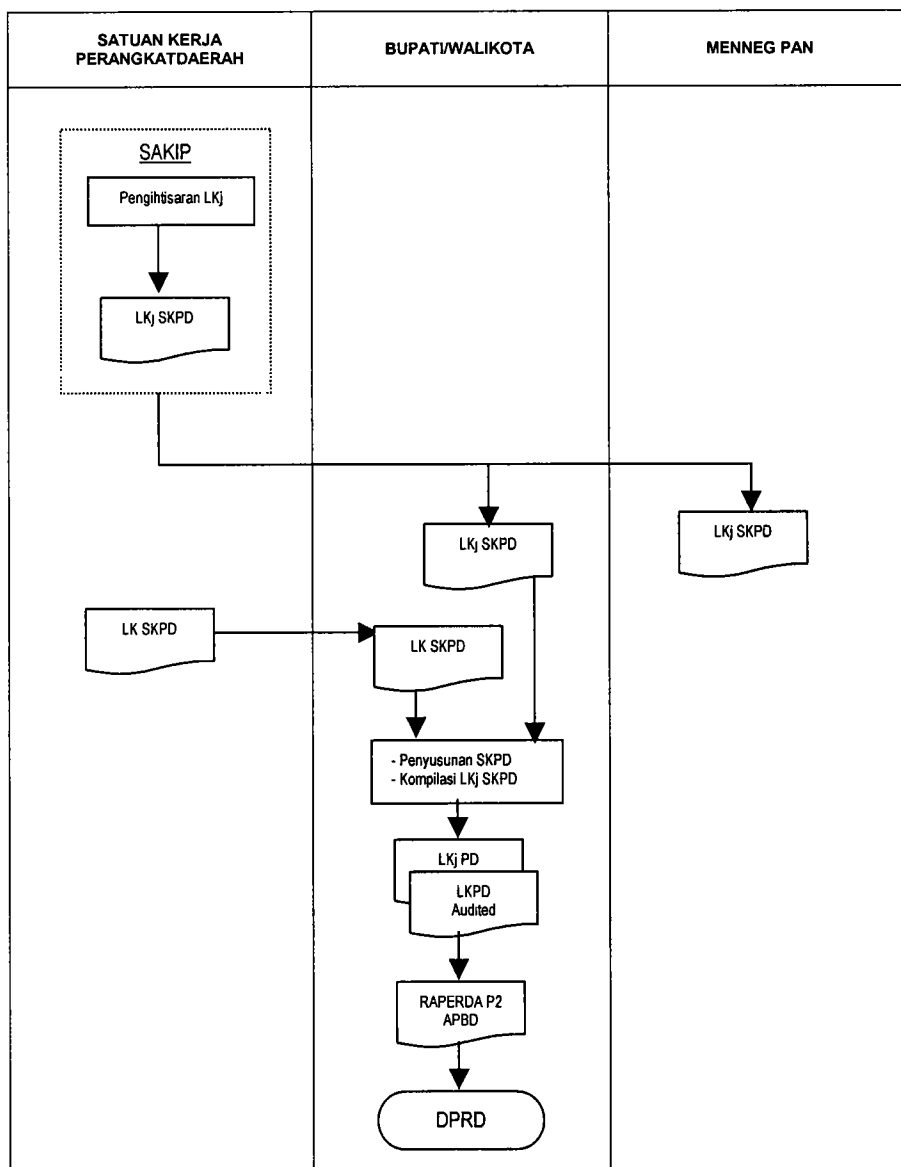 SATUAN KERJA
PERANGKATDAERAH
BUPATI/WALIKOTA
MENNEG PAN
SAKIP
Pengihtisaran LKj
LKj SKPD
LKj SKPD
LKj SKPD
LK SKPD
LK SKPD
- Penyusunan SKPD
- Kompilasi LKj SKPD
LKj PD
LKPD
Audited
RAPERDA P2
APBD
DPRD